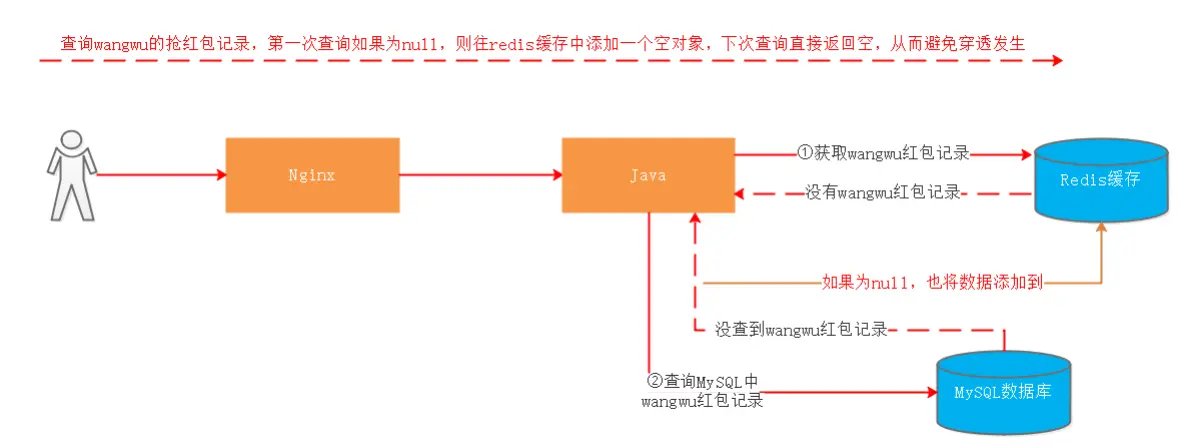 查询wangwu的抢红包记录，第一次查询如果为null，则往redis缓存中添加一个空对象，下次查询直接返回空，从而避免穿透发生
Nginx
Java
①获取wangwu红包记录
没有wangwu红包记录
Redis缓存
如果为null，也将数据添加到
没查到wangwu红包记录
②查询MySQL中
wangwu红包记录
MySQL数据库